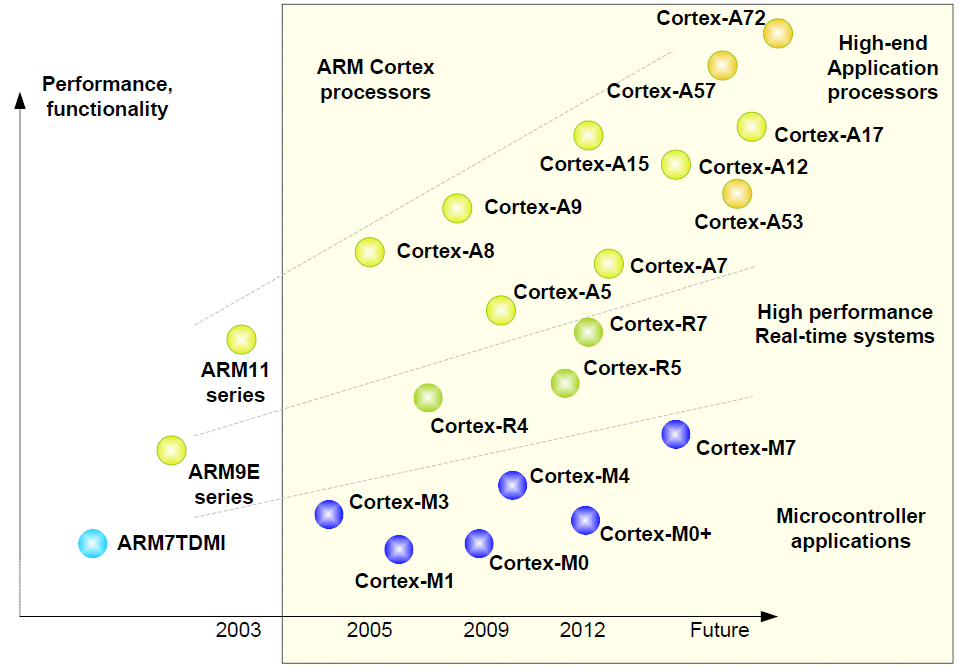 Cortex-A72
High-end
Application
processors
ARM Cortex
processors
Performance,
functionality
Cortex-A57
Cortex-A17
Cortex-A15
Cortex-A12
Cortex-A9
Cortex-A53
Cortex-A8
Cortex-A7
Cortex-A5
High performance
Real-time systems
Cortex-R7
ARM11
series
Cortex-R5
Cortex-R4
Cortex-M7
ARM9E
series
Cortex-M4
Cortex-M3
Microcontroller
applications
Cortex-M0+
ARM7TDMI
Cortex-M0
Cortex-M1
2003
2005
2009
2012
Future